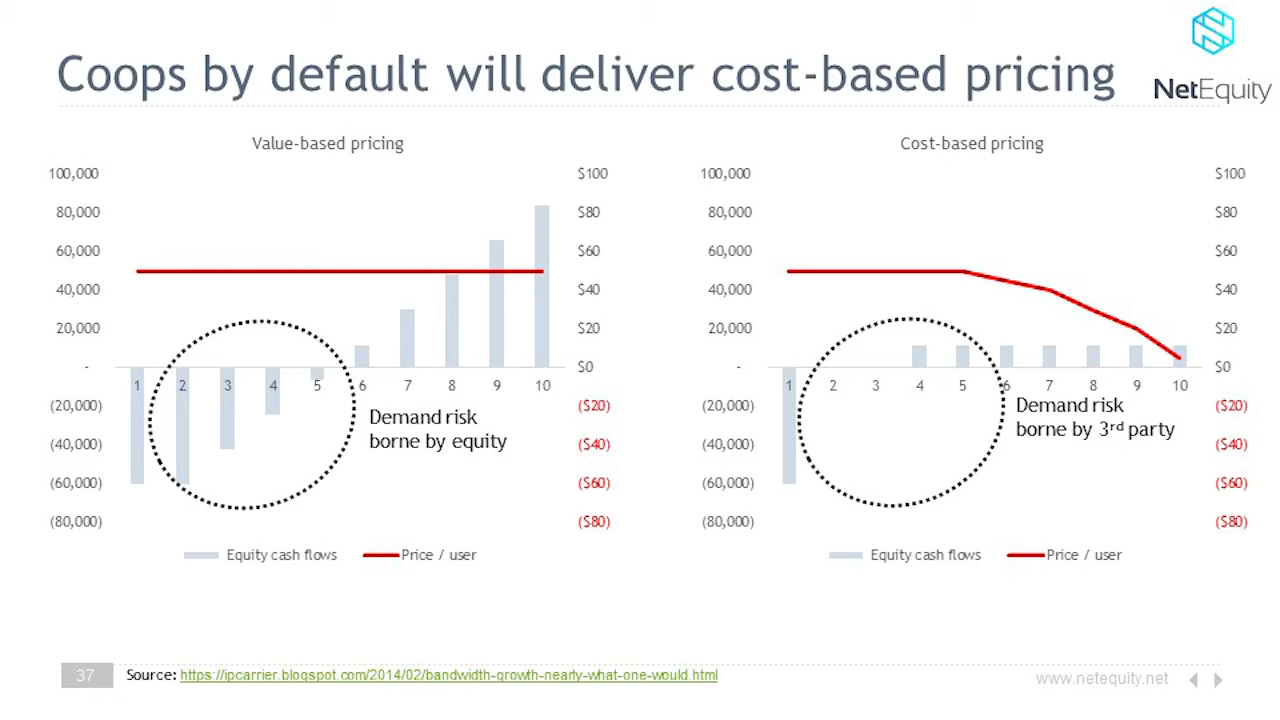 Coops by default will deliver cost-based pricing
NetEquity
Value-based pricing
100,000
80,000
60,000
40,000
20,000
-
(20,000)
(40,000)
(60,000)
(80,000)
$100
$80
$60
$40
$20
$0
($20)
($40)
($60)
($80)
1 2 3 4 5 6 7 8 9 10
Demand risk
borne by equity
Equity cash flows Price / user
Cost-based pricing
100,000
80,000
60,000
40,000
20,000
-
(20,000)
(40,000)
(60,000)
(80,000)
$100
$80
$60
$40
$20
$0
($20)
($40)
($60)
($80)
1 2 3 4 5 6 7 8 9 10
Demand risk
borne by 3rd party
Equity cash flows Price / user
37 Source: https://ipcarrier.blogspot.com/2014/02/bandwidth-growth-nearly-what-one-would.html
www.netequity.net